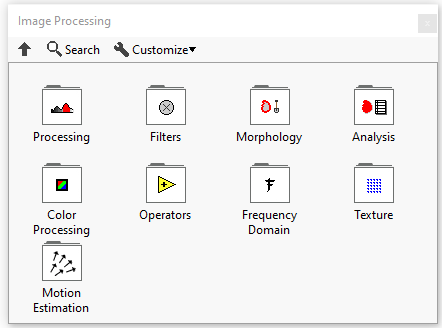 Image Processing
Search Customize
Processing Filters Morphology Analysis
Color Processing Operators Frequency Domain Texture
Motion Estimation